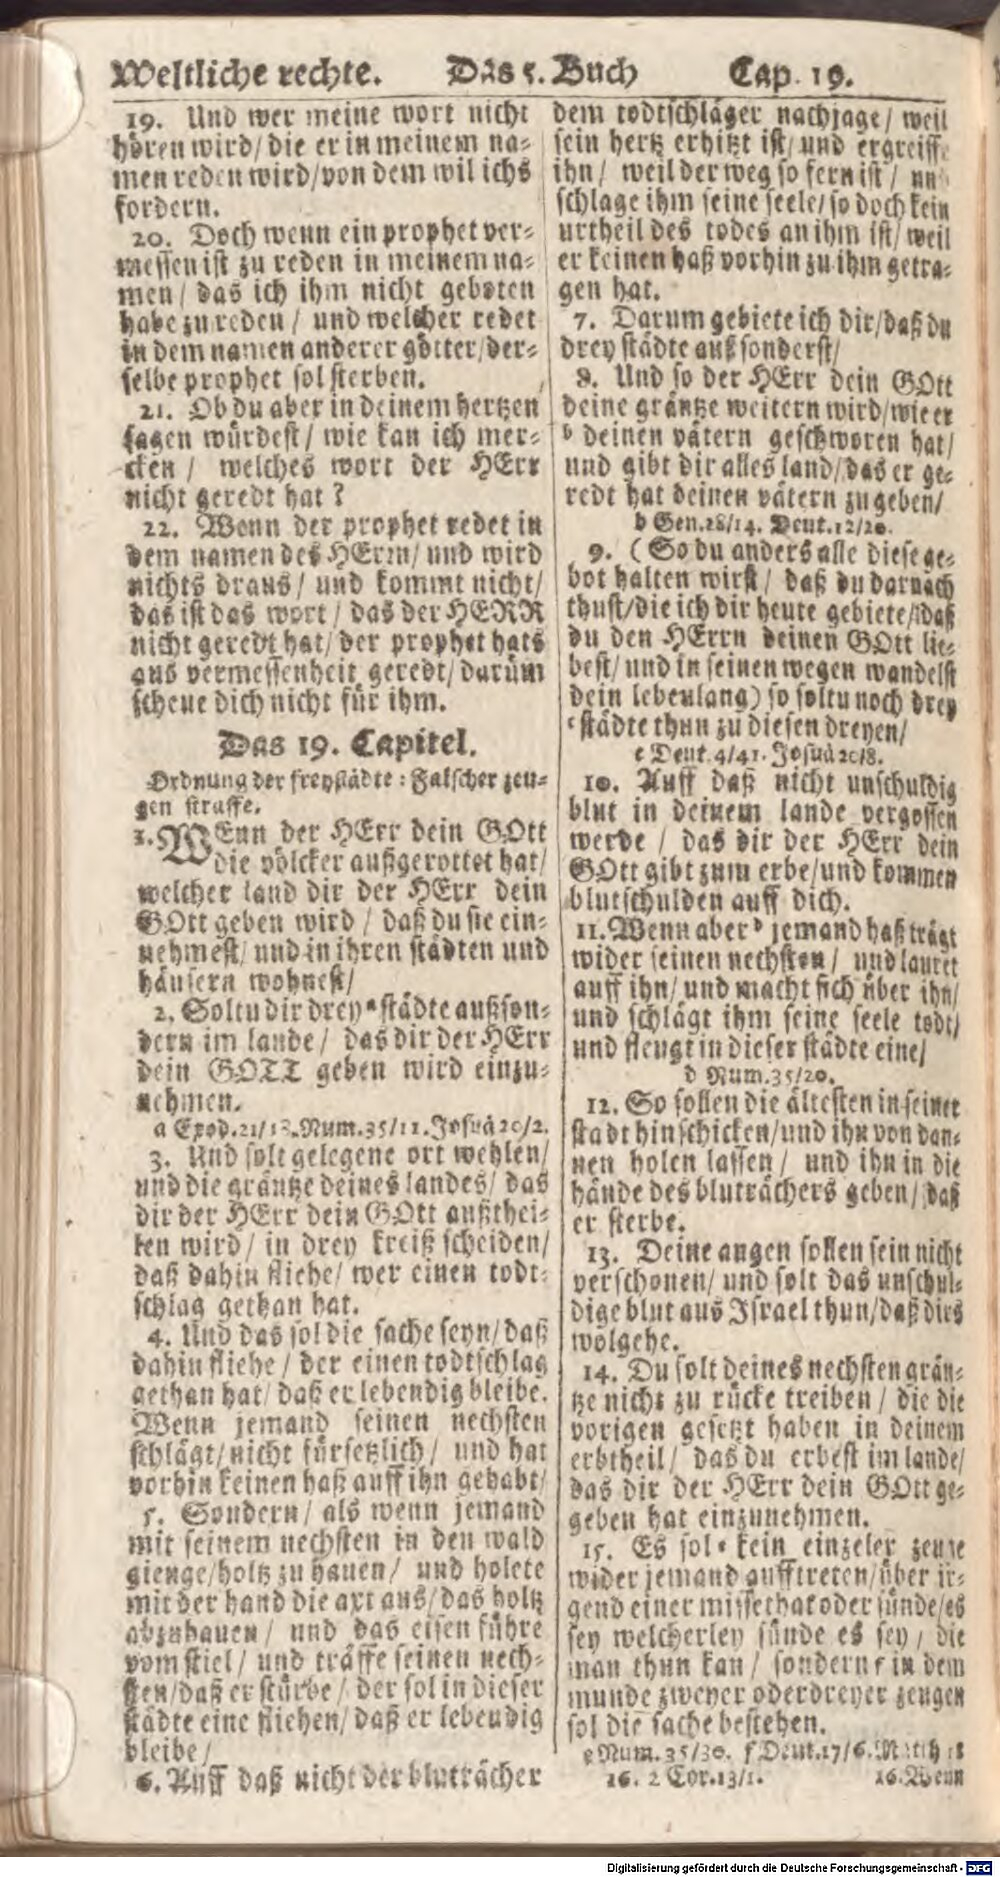 Weltliche rechte. Das 5. Buch Cap. 19.
19. Und wer meine wort nicht
hören wird/ die er in meinem na-
men reden wird/ von dem wil ichs
fordern.
20. Doch wenn ein prophet ver-
messen ist zu reden in meinem na-
men/ das ich ihm nicht geboten
habe zu reden/ und welcher redet
in dem namen anderer götter/ der-
selbe prophet sol sterben.
21. Ob du aber in deinem hertzen
sagen würdest/ wie kan ich mer-
cken/ welches wort der HErr
nicht geredt hat?
22. Wenn der prophet redet in
dem namen des HErrn/ und wird
nichts draus/ und kommt nicht/
das ist das wort/ das der HERR
nicht geredt hat/ der prophet hats
aus vermessenheit geredt/ darüm
scheue dich nicht für ihm.
Das 19. Capitel.
Ordnung der freystädte: Falscher zeu-
gen straffe.
1. WEnn der HErr dein GOtt
die völcker außgerottet hat/
welcher land dir der HErr dein
GOtt geben wird/ daß du sie ein-
nehmest/ und in ihren städten und
häusern wohnest/
2. Soltu dir drey a städte außson-
dern im lande/ das dir der HErr
dein GOTT geben wird einzu-
nehmen.
a Exod. 21/13. Num. 35/11. Josuä 20/2.
3. Und solt gelegene ort wehlen/
und die gräntze deines landes/ das
dir der HErr dein GOtt außthei-
len wird/ in drey kreiß scheiden/
daß dahin fliehe/ wer einen todt-
schlag gethan hat.
4. Und das sol die sache seyn/ daß
dahin fliehe/ der einen todtschlag
gethan hat/ daß er lebendig bleibe.
Wenn jemand seinen nechsten
schlägt/ nicht fürsetzlich/ und hat
vorhin keinen haß auff ihn gehabt/
5. Sondern/ als wenn jemand
mit seinem nechsten in den wald
gienge/ holtz zu hauen/ und holete
mit der hand die axt aus/ das holtz
abzuhauen/ und das eisen führe
vom stiel/ und träffe seinen nech-
sten/ daß er stürbe/ der sol in dieser
städte eine fliehen/ daß er lebendig
bleibe/
6. Auff daß nicht der bluträcher
dem todtschläger nachjage/ weil
sein hertz erhitzt ist/ und ergreiffe
ihn/ weil der weg so fern ist/ und
schlage ihm seine seele/ so doch kein
urtheil des todes an ihm ist/ weil
er keinen haß vorhin zu ihm getra-
gen hat.
7. Darum gebiete ich dir/ daß du
drey städte außsonderst/
8. Und so der HErr dein GOtt
deine gräntze weitern wird/ wie er
b deinen vätern geschworen hat/
und gibt dir alles land/ das er ge-
redt hat deinen vätern zu geben/
b Gen. 28/14. Deut. 12/20.
9. (So du anders alle diese ge-
bot halten wirst/ daß du darnach
thust/ die ich dir heute gebiete/ daß
du den HErrn deinen GOtt lie-
best/ und in seinen wegen wandelst
dein lebenlang) so soltu noch drey
c städte thun zu diesen dreyen/
c Deut. 4/41. Josuä 20/8.
10. Auff daß nicht unschuldig
blut in deinem lande vergossen
werde/ das dir der HErr dein
GOtt gibt zum erbe/ und kommen
blutschulden auff dich.
11. Wenn aber d jemand haß trägt
wider seinen nechsten/ und lauret
auff ihn/ und macht sich über ihn/
und schlägt ihm seine seele todt/
und fleugt in dieser städte eine/
d Num. 35/20.
12. So sollen die ältesten in seiner
stadt hinschicken/ und ihn von dan-
nen holen lassen/ und ihn in die
hände des bluträchers geben/ daß
er sterbe.
13. Deine augen sollen sein nicht
verschonen/ und solt das unschul-
dige blut aus Israel thun/ daß dirs
wolgehe.
14. Du solt deines nechsten grän-
tze nicht zu rücke treiben/ die die
vorigen gesetzt haben in deinem
erbtheil/ das du erbest im lande/
das dir der HErr dein GOtt ge-
geben hat einzunehmen.
15. Es sol e kein einzeler zeuge
wider jemand aufftreten/ über ir-
gend einer missethat oder sünde/ es
sey welcherley sünde es sey/ die
man thun kan/ sondern f in dem
munde zweyer oder dreyer zeugen
sol die sache bestehen.
e Num. 35/30. f Deut. 17/6. Matth 18
16. 2 Cor. 13/1. 16. Wenn
Digitalisierung gefördert durch die Deutsche Forschungsgemeinschaft - DFG